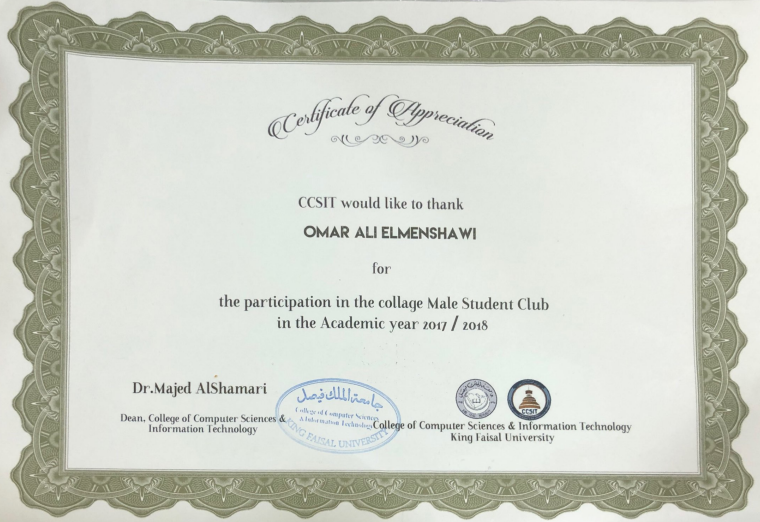 Certificate of Appreciation
CCSIT would like to thank
OMAR ALI ELMENSHAWI
for
the participation in the collage Male Student Club
in the Academic year 2017 / 2018
Dr.Majed AlShamari
Dean, College of Computer Sciences &
Information Technology
جامعة الملك فيصل
College of Computer Sciences
& Information Technology
KING FAISAL UNIVERSITY
CCSIT
College of Computer Sciences & Information Technology
King Faisal University